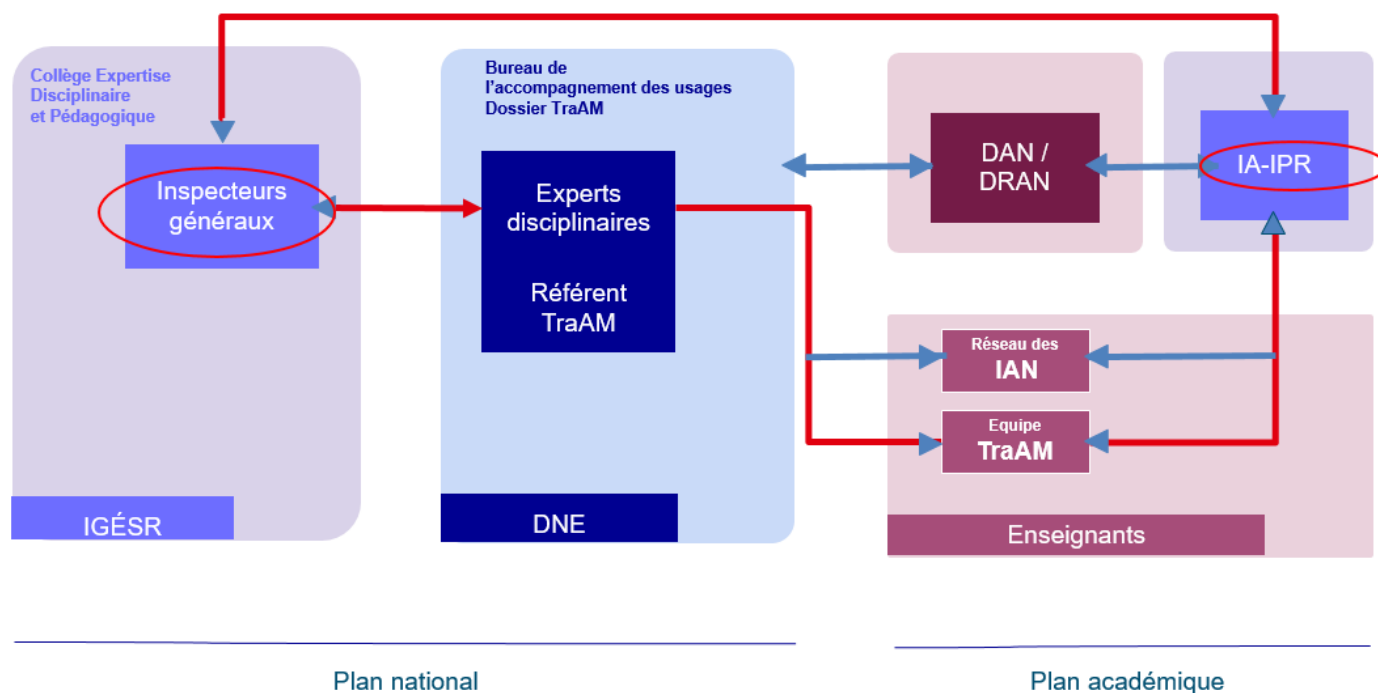 Collège Expertise
Disciplinaire
et Pédagogique
Inspecteurs
généraux
IGÉSR
Bureau de
l'accompagnement des usages
Dossier TraAM
Experts
disciplinaires
Référent
TraAM
DNE
DAN /
DRAN
IA-IPR
Réseau des
IAN
Equipe
TraAM
Enseignants
Plan national
Plan académique